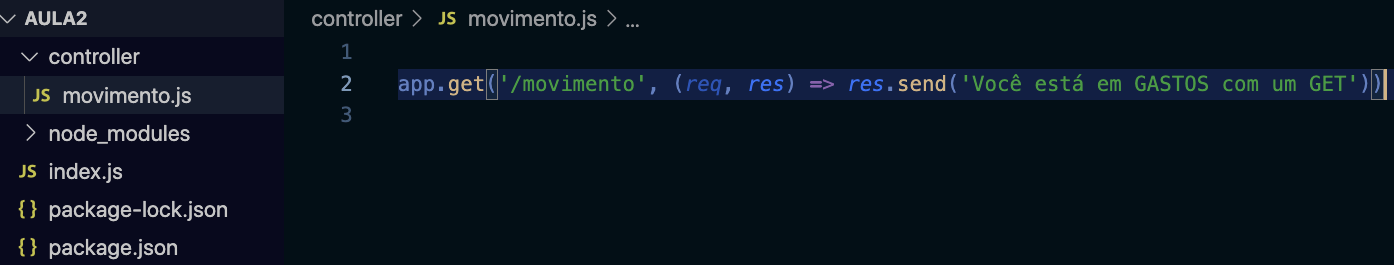 AULA2
controller
JS movimento.js
node_modules
JS index.js
{} package-lock.json
{} package.json
controller > JS movimento.js > ...
1
2 app.get('/movimento', (req, res) => res.send('Você está em GASTOS com um GET'))
3